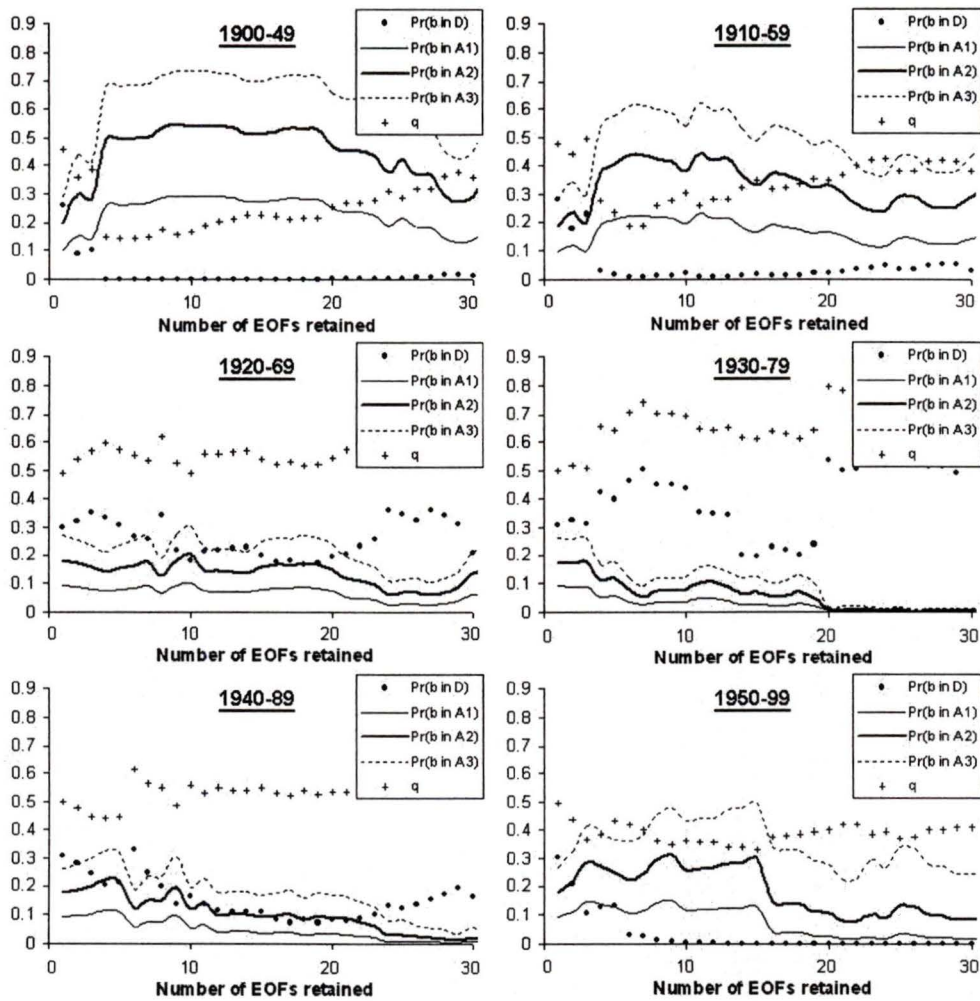 1900-49
Pr(b in D)
Pr(b in A1)
Pr(b in A2)
Pr(b in A3)
q
0.9
0.8
0.7
0.6
0.5
0.4
0.3
0.2
0.1
0
0 10 20 30
Number of EOFs retained
1910-59
Pr(b in D)
Pr(b in A1)
Pr(b in A2)
Pr(b in A3)
q
0.9
0.8
0.7
0.6
0.5
0.4
0.3
0.2
0.1
0
0 10 20 30
Number of EOFs retained
1920-69
Pr(b in D)
Pr(b in A1)
Pr(b in A2)
Pr(b in A3)
q
0.9
0.8
0.7
0.6
0.5
0.4
0.3
0.2
0.1
0
0 10 20 30
Number of EOFs retained
1930-79
Pr(b in D)
Pr(b in A1)
Pr(b in A2)
Pr(b in A3)
q
0.9
0.8
0.7
0.6
0.5
0.4
0.3
0.2
0.1
0
0 10 20 30
Number of EOFs retained
1940-89
Pr(b in D)
Pr(b in A1)
Pr(b in A2)
Pr(b in A3)
q
0.9
0.8
0.7
0.6
0.5
0.4
0.3
0.2
0.1
0
0 10 20 30
Number of EOFs retained
1950-99
Pr(b in D)
Pr(b in A1)
Pr(b in A2)
Pr(b in A3)
q
0.9
0.8
0.7
0.6
0.5
0.4
0.3
0.2
0.1
0
0 10 20 30
Number of EOFs retained